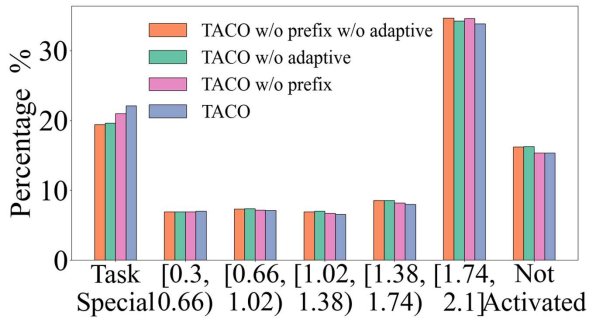 Percentage %
30
20
10
0
TACO w/o prefix w/o adaptive
TACO w/o adaptive
TACO w/o prefix
TACO
Task [0.3, [0.66, [1.02, [1.38, [1.74, Not
Special 0.66) 1.02) 1.38) 1.74) 2.1] Activated